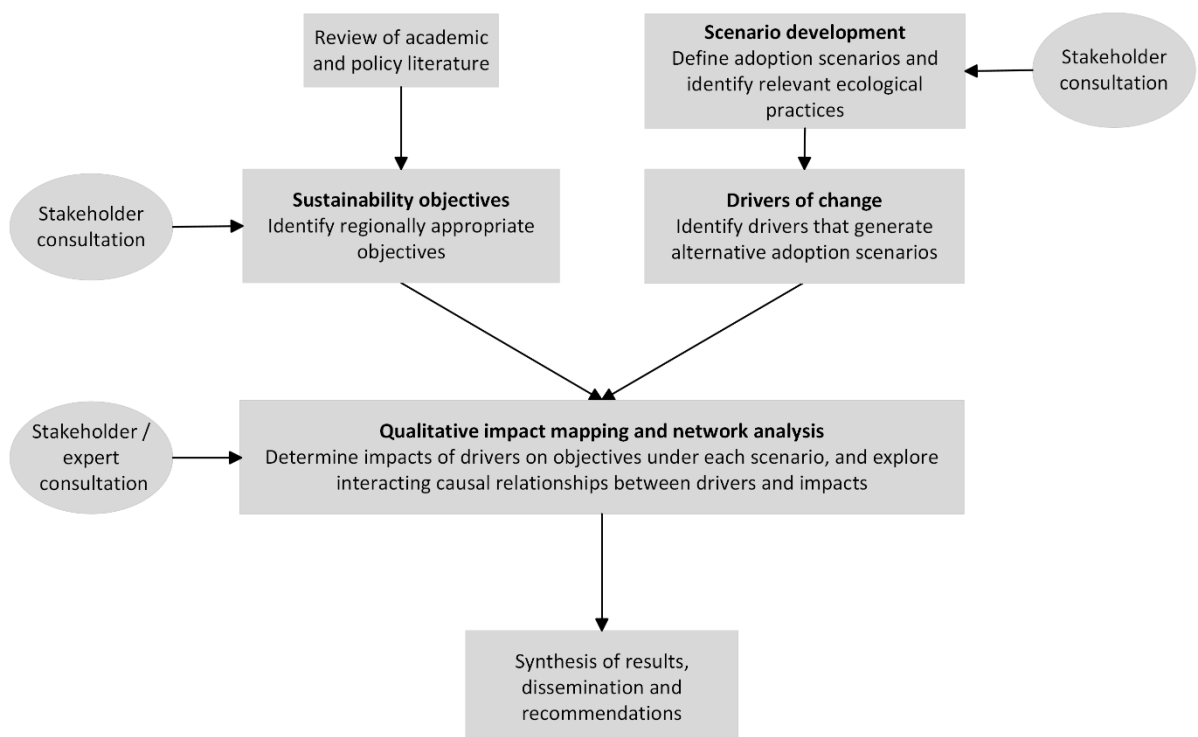 Review of academic
and policy literature
Scenario development
Define adoption scenarios and
identify relevant ecological
practices
Stakeholder
consultation
Stakeholder
consultation
Sustainability objectives
Identify regionally appropriate
objectives
Drivers of change
Identify drivers that generate
alternative adoption scenarios
Stakeholder /
expert
consultation
Qualitative impact mapping and network analysis
Determine impacts of drivers on objectives under each scenario, and explore
interacting causal relationships between drivers and impacts
Synthesis of results,
dissemination and
recommendations